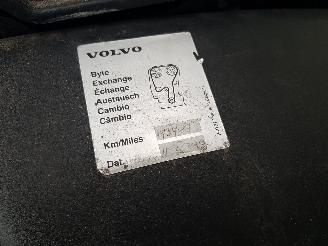 VOLVO
Byte
Exchange
Échange
Austausch
Cambio
Câmbio
Km/Miles
Dat.